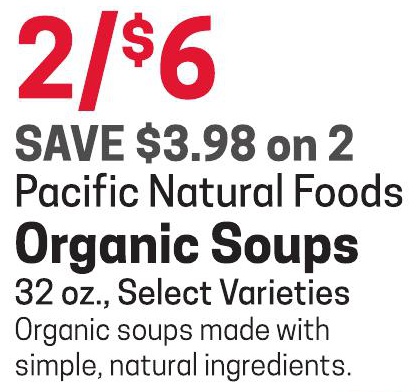 2/$6
SAVE $3.98 on 2
Pacific Natural Foods
Organic Soups
32 oz., Select Varieties
Organic soups made with
simple, natural ingredients.